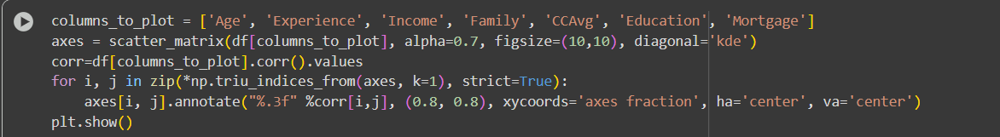 columns_to_plot = ['Age', 'Experience', 'Income', 'Family', 'CCAvg', 'Education', 'Mortgage']
axes = scatter_matrix(df[columns_to_plot], alpha=0.7, figsize=(10,10), diagonal='kde')
corr=df[columns_to_plot].corr().values
for i, j in zip(*np.triu_indices_from(axes, k=1), strict=True):
    axes[i, j].annotate("%.3f" %corr[i,j], (0.8, 0.8), xycoords='axes fraction', ha='center', va='center')
plt.show()